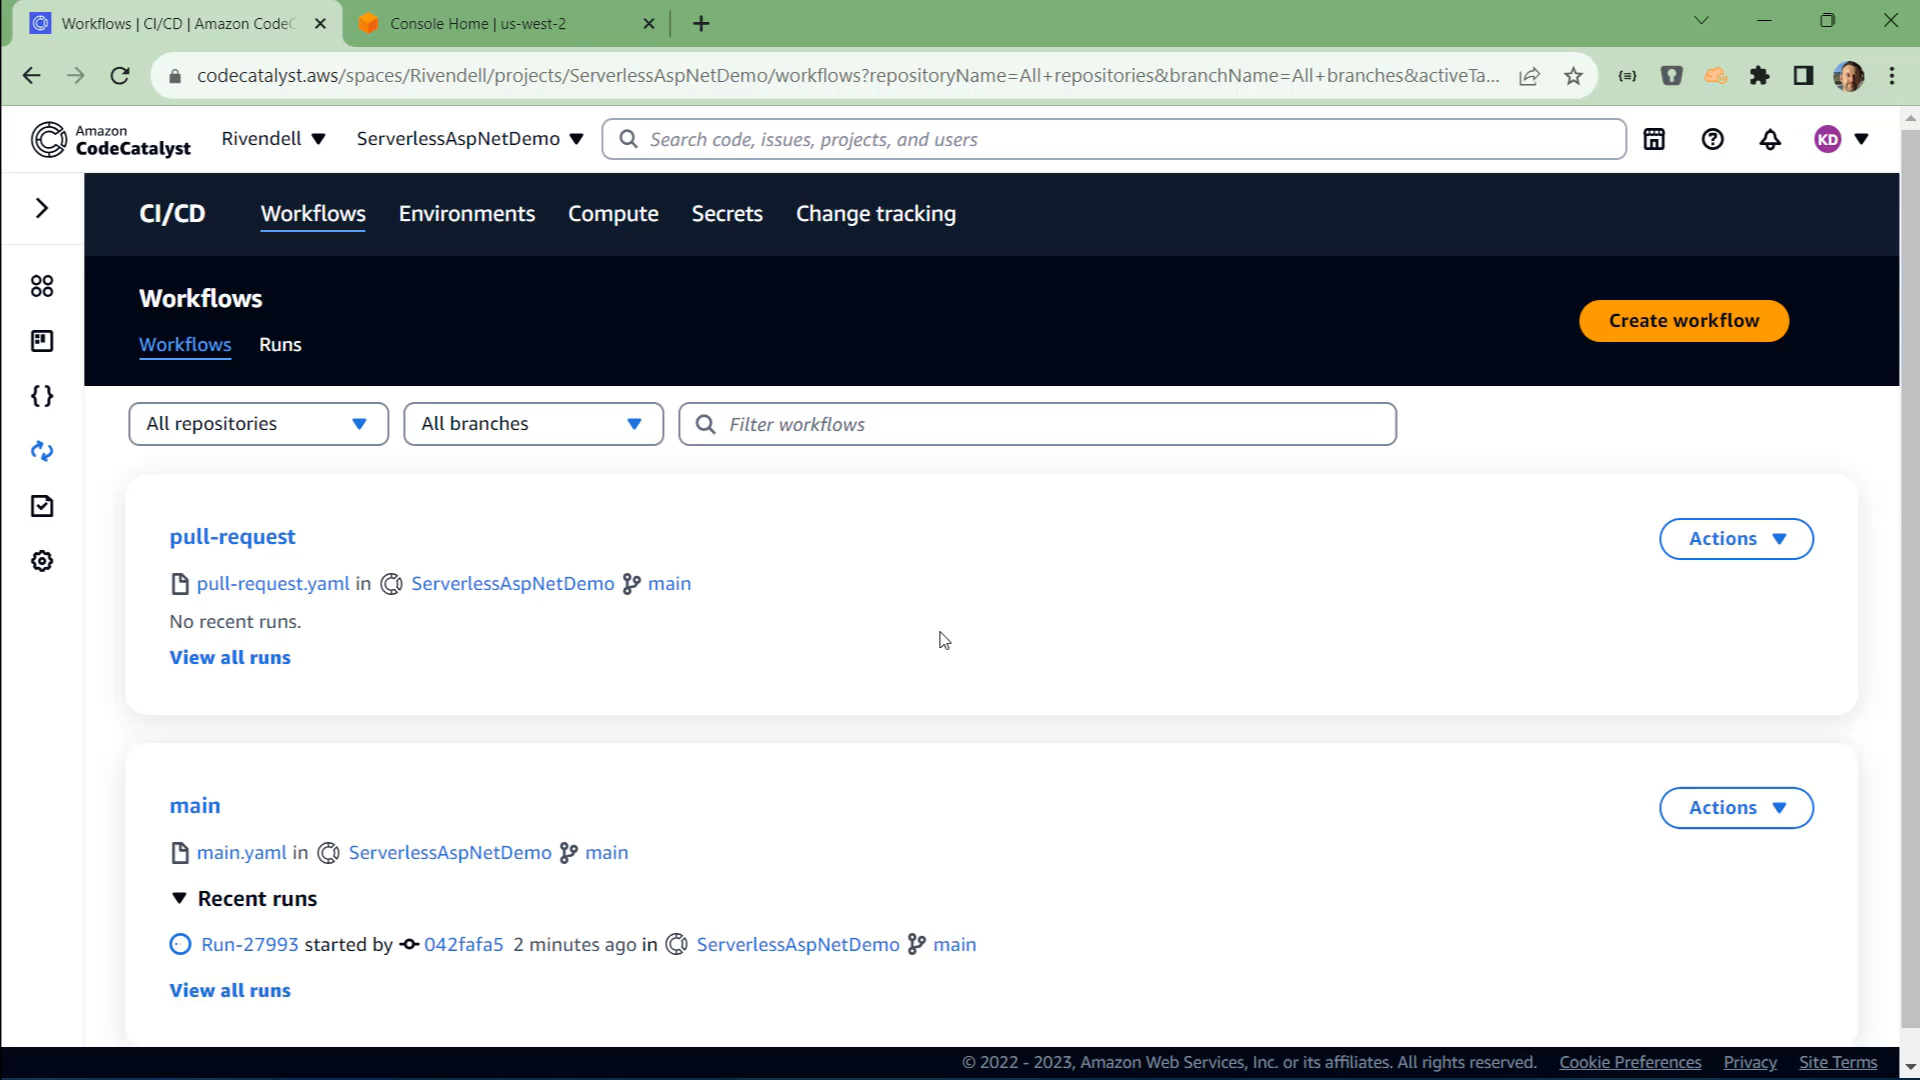 Workflows | CI/CD | Amazon CodeC
Console Home | us-west-2
codecatalyst.aws/spaces/Rivendell/projects/ServerlessAspNetDemo/workflows?repositoryName=All+repositories&branchName=All+branches&activeTa...
Amazon
CodeCatalyst
Rivendell
ServerlessAspNetDemo
Search code, issues, projects, and users
KD
CI/CD
Workflows
Environments
Compute
Secrets
Change tracking
Workflows
Create workflow
Workflows
Runs
All repositories
All branches
Filter workflows
pull-request
Actions
pull-request.yaml in ServerlessAspNetDemo main
No recent runs.
View all runs
main
Actions
main.yaml in ServerlessAspNetDemo main
Recent runs
Run-27993 started by 042fafa5 2 minutes ago in ServerlessAspNetDemo main
View all runs
© 2022 - 2023, Amazon Web Services, Inc. or its affiliates. All rights reserved. Cookie Preferences Privacy Site Terms